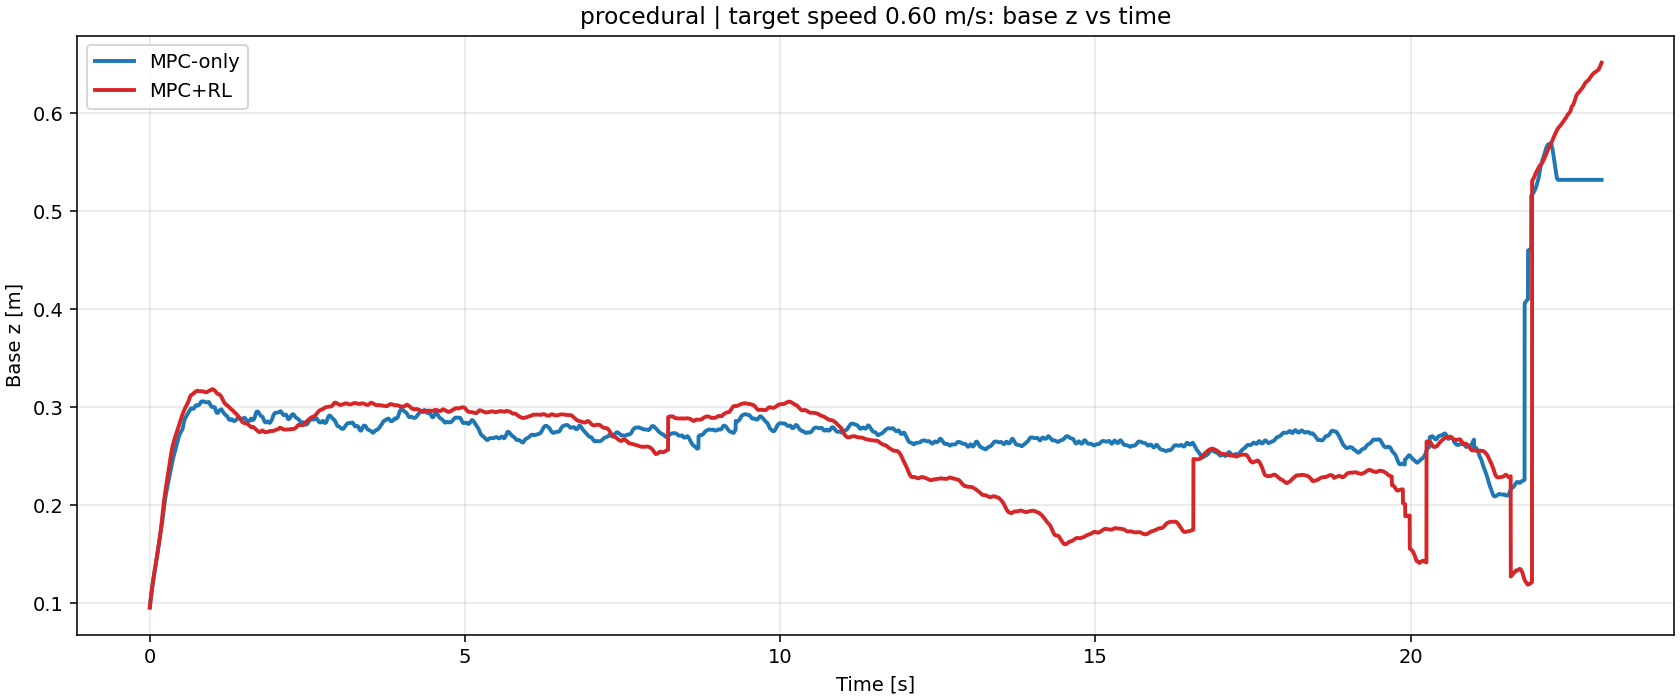 procedural | target speed 0.60 m/s: base z vs time
MPC-only
MPC+RL
Base z [m]
0.6
0.5
0.4
0.3
0.2
0.1
0
5
10
15
20
Time [s]